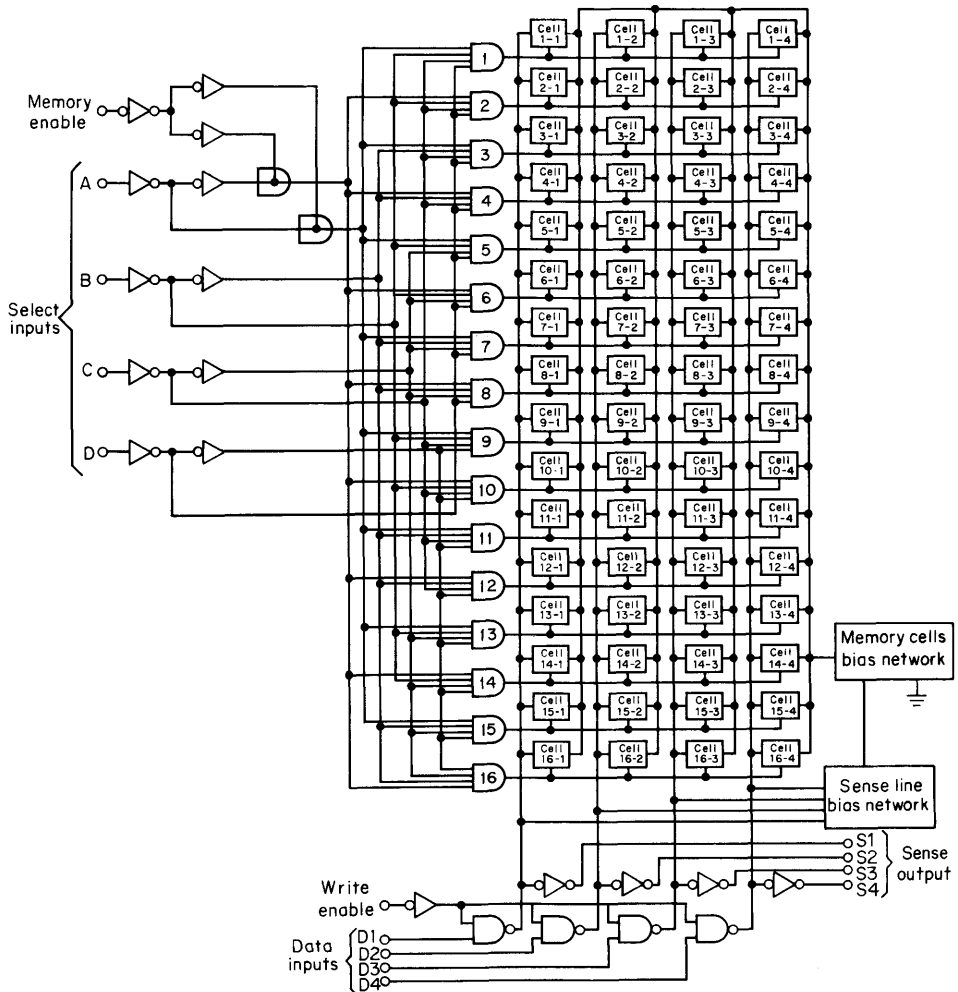 Memory
enable
A
B
Select
inputs
C
D
1
2
3
4
5
6
7
8
9
10
11
12
13
14
15
16
Cell
1-1
Cell
1-2
Cell
1-3
Cell
1-4
Cell
2-1
Cell
2-2
Cell
2-3
Cell
2-4
Cell
3-1
Cell
3-2
Cell
3-3
Cell
3-4
Cell
4-1
Cell
4-2
Cell
4-3
Cell
4-4
Cell
5-1
Cell
5-2
Cell
5-3
Cell
5-4
Cell
6-1
Cell
6-2
Cell
6-3
Cell
6-4
Cell
7-1
Cell
7-2
Cell
7-3
Cell
7-4
Cell
8-1
Cell
8-2
Cell
8-3
Cell
8-4
Cell
9-1
Cell
9-2
Cell
9-3
Cell
9-4
Cell
10-1
Cell
10-2
Cell
10-3
Cell
10-4
Cell
11-1
Cell
11-2
Cell
11-3
Cell
11-4
Cell
12-1
Cell
12-2
Cell
12-3
Cell
12-4
Cell
13-1
Cell
13-2
Cell
13-3
Cell
13-4
Cell
14-1
Cell
14-2
Cell
14-3
Cell
14-4
Cell
15-1
Cell
15-2
Cell
15-3
Cell
15-4
Cell
16-1
Cell
16-2
Cell
16-3
Cell
16-4
Memory cells
bias network
Sense line
bias network
S1
S2
S3
S4
Sense
output
Write
enable
Data
inputs
D1
D2
D3
D4